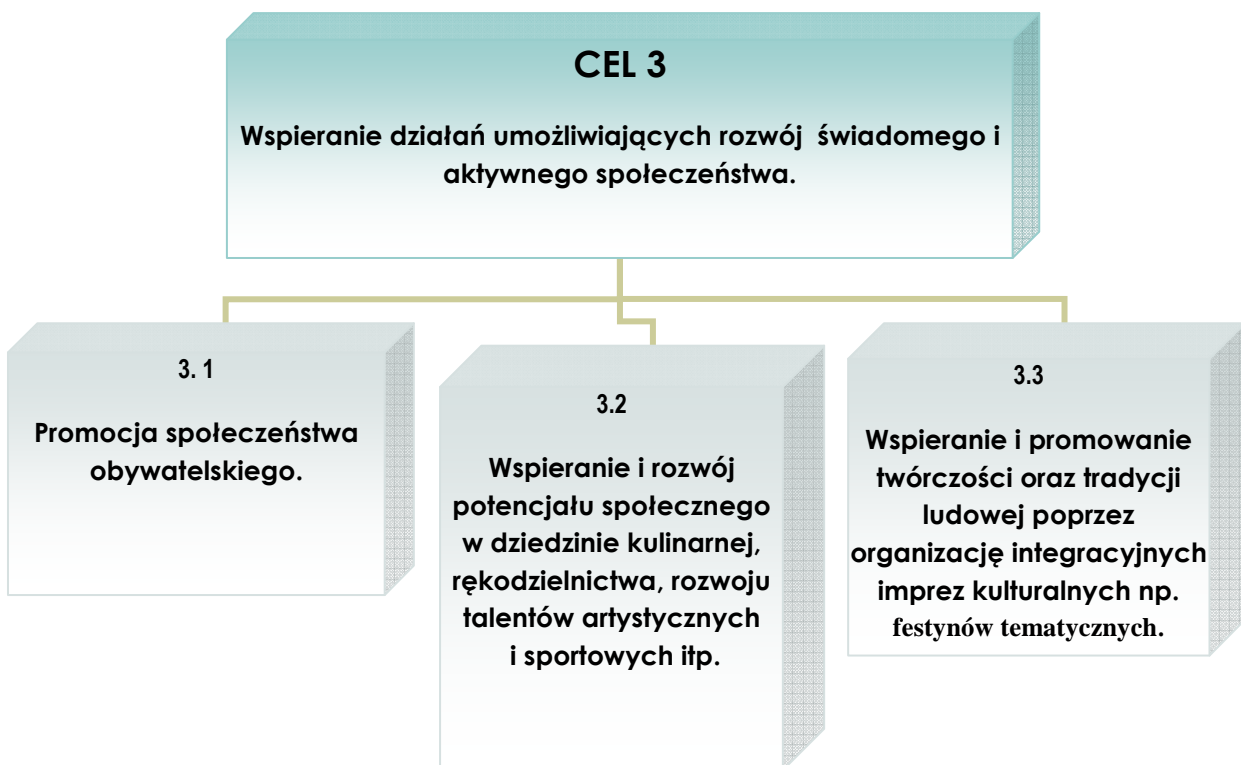 CEL 3
Wspieranie działań umożliwiających rozwój  świadomego i
aktywnego społeczeństwa.
3. 1
Promocja społeczeństwa
obywatelskiego.
3.2
Wspieranie i rozwój
potencjału społecznego
w dziedzinie kulinarnej,
rękodzielnictwa, rozwoju
talentów artystycznych
i sportowych itp.
3.3
Wspieranie i promowanie
twórczości oraz tradycji
ludowej poprzez
organizację integracyjnych
imprez kulturalnych np.
festynów tematycznych.